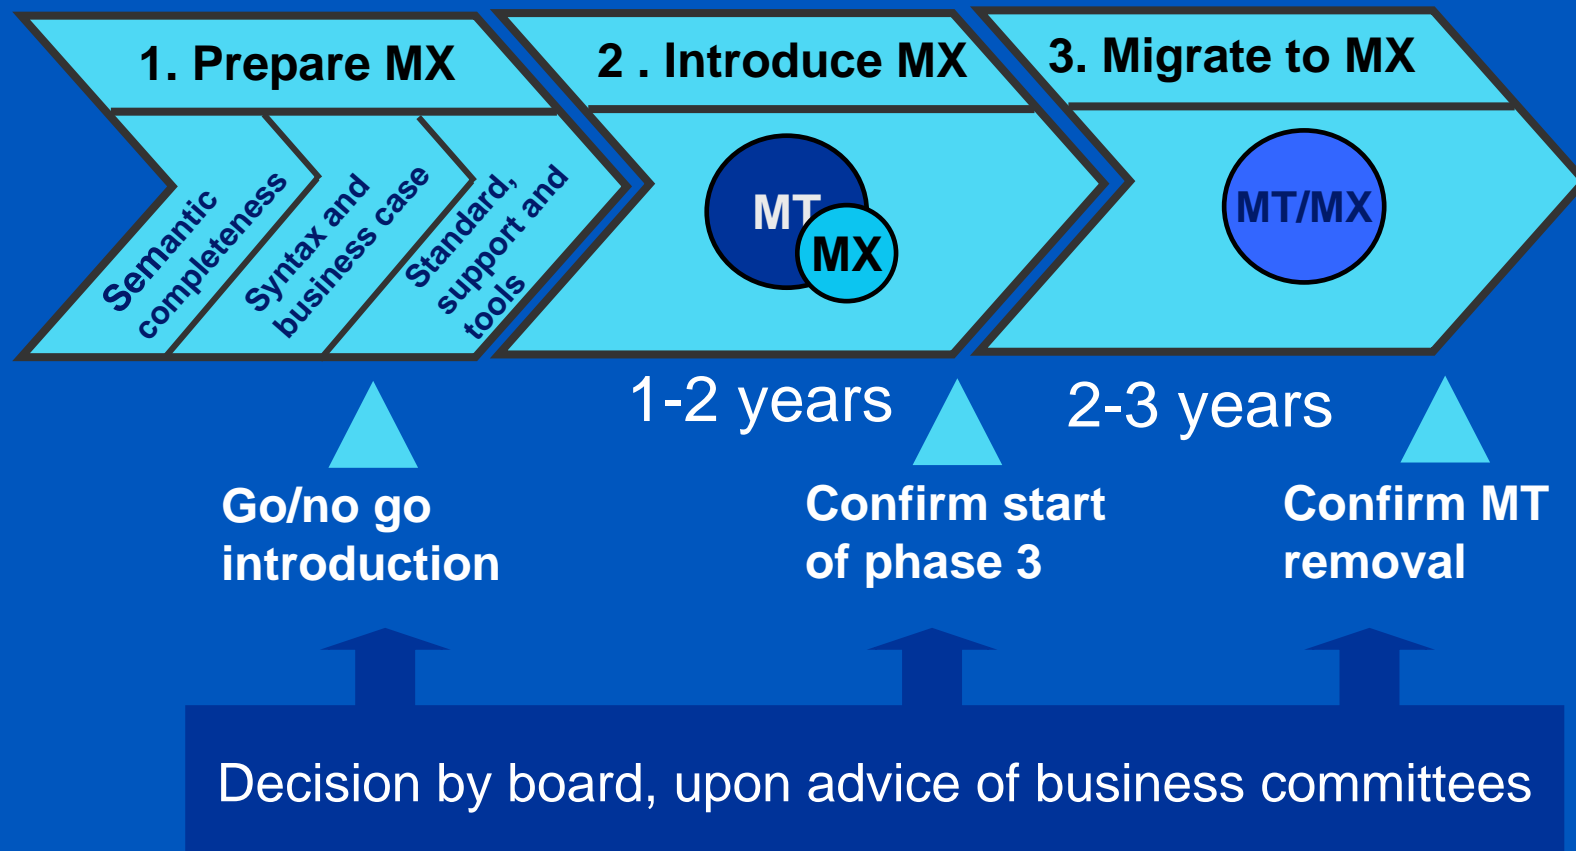 1. Prepare MX
2 . Introduce MX
3. Migrate to MX
Semantic
completeness
Syntax and
business case
Standard,
support and
tools
MT
MX
MT/MX
1-2 years
2-3 years
Go/no go
introduction
Confirm start
of phase 3
Confirm MT
removal
Decision by board, upon advice of business committees